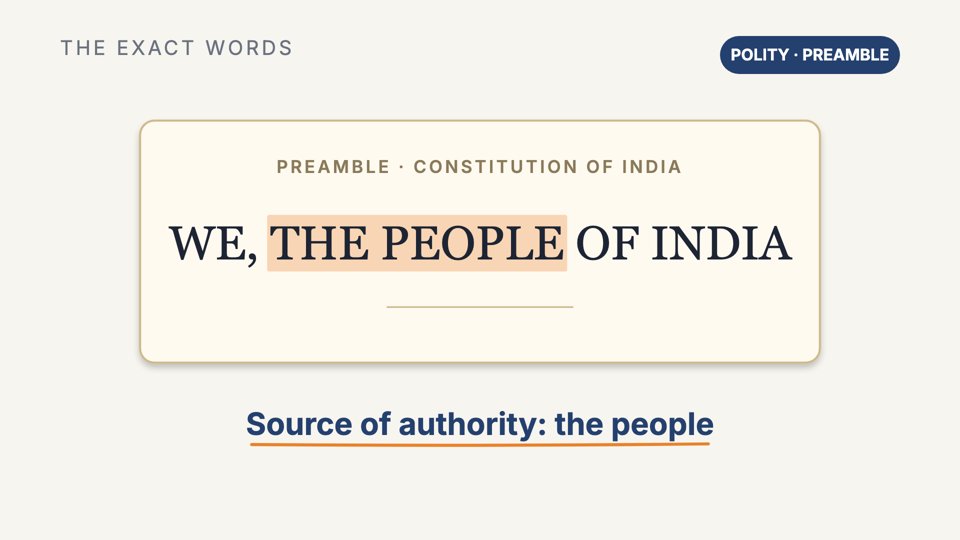 THE EXACT WORDS
POLITY · PREAMBLE
PREAMBLE · CONSTITUTION OF INDIA
WE, THE PEOPLE OF INDIA
Source of authority: the people